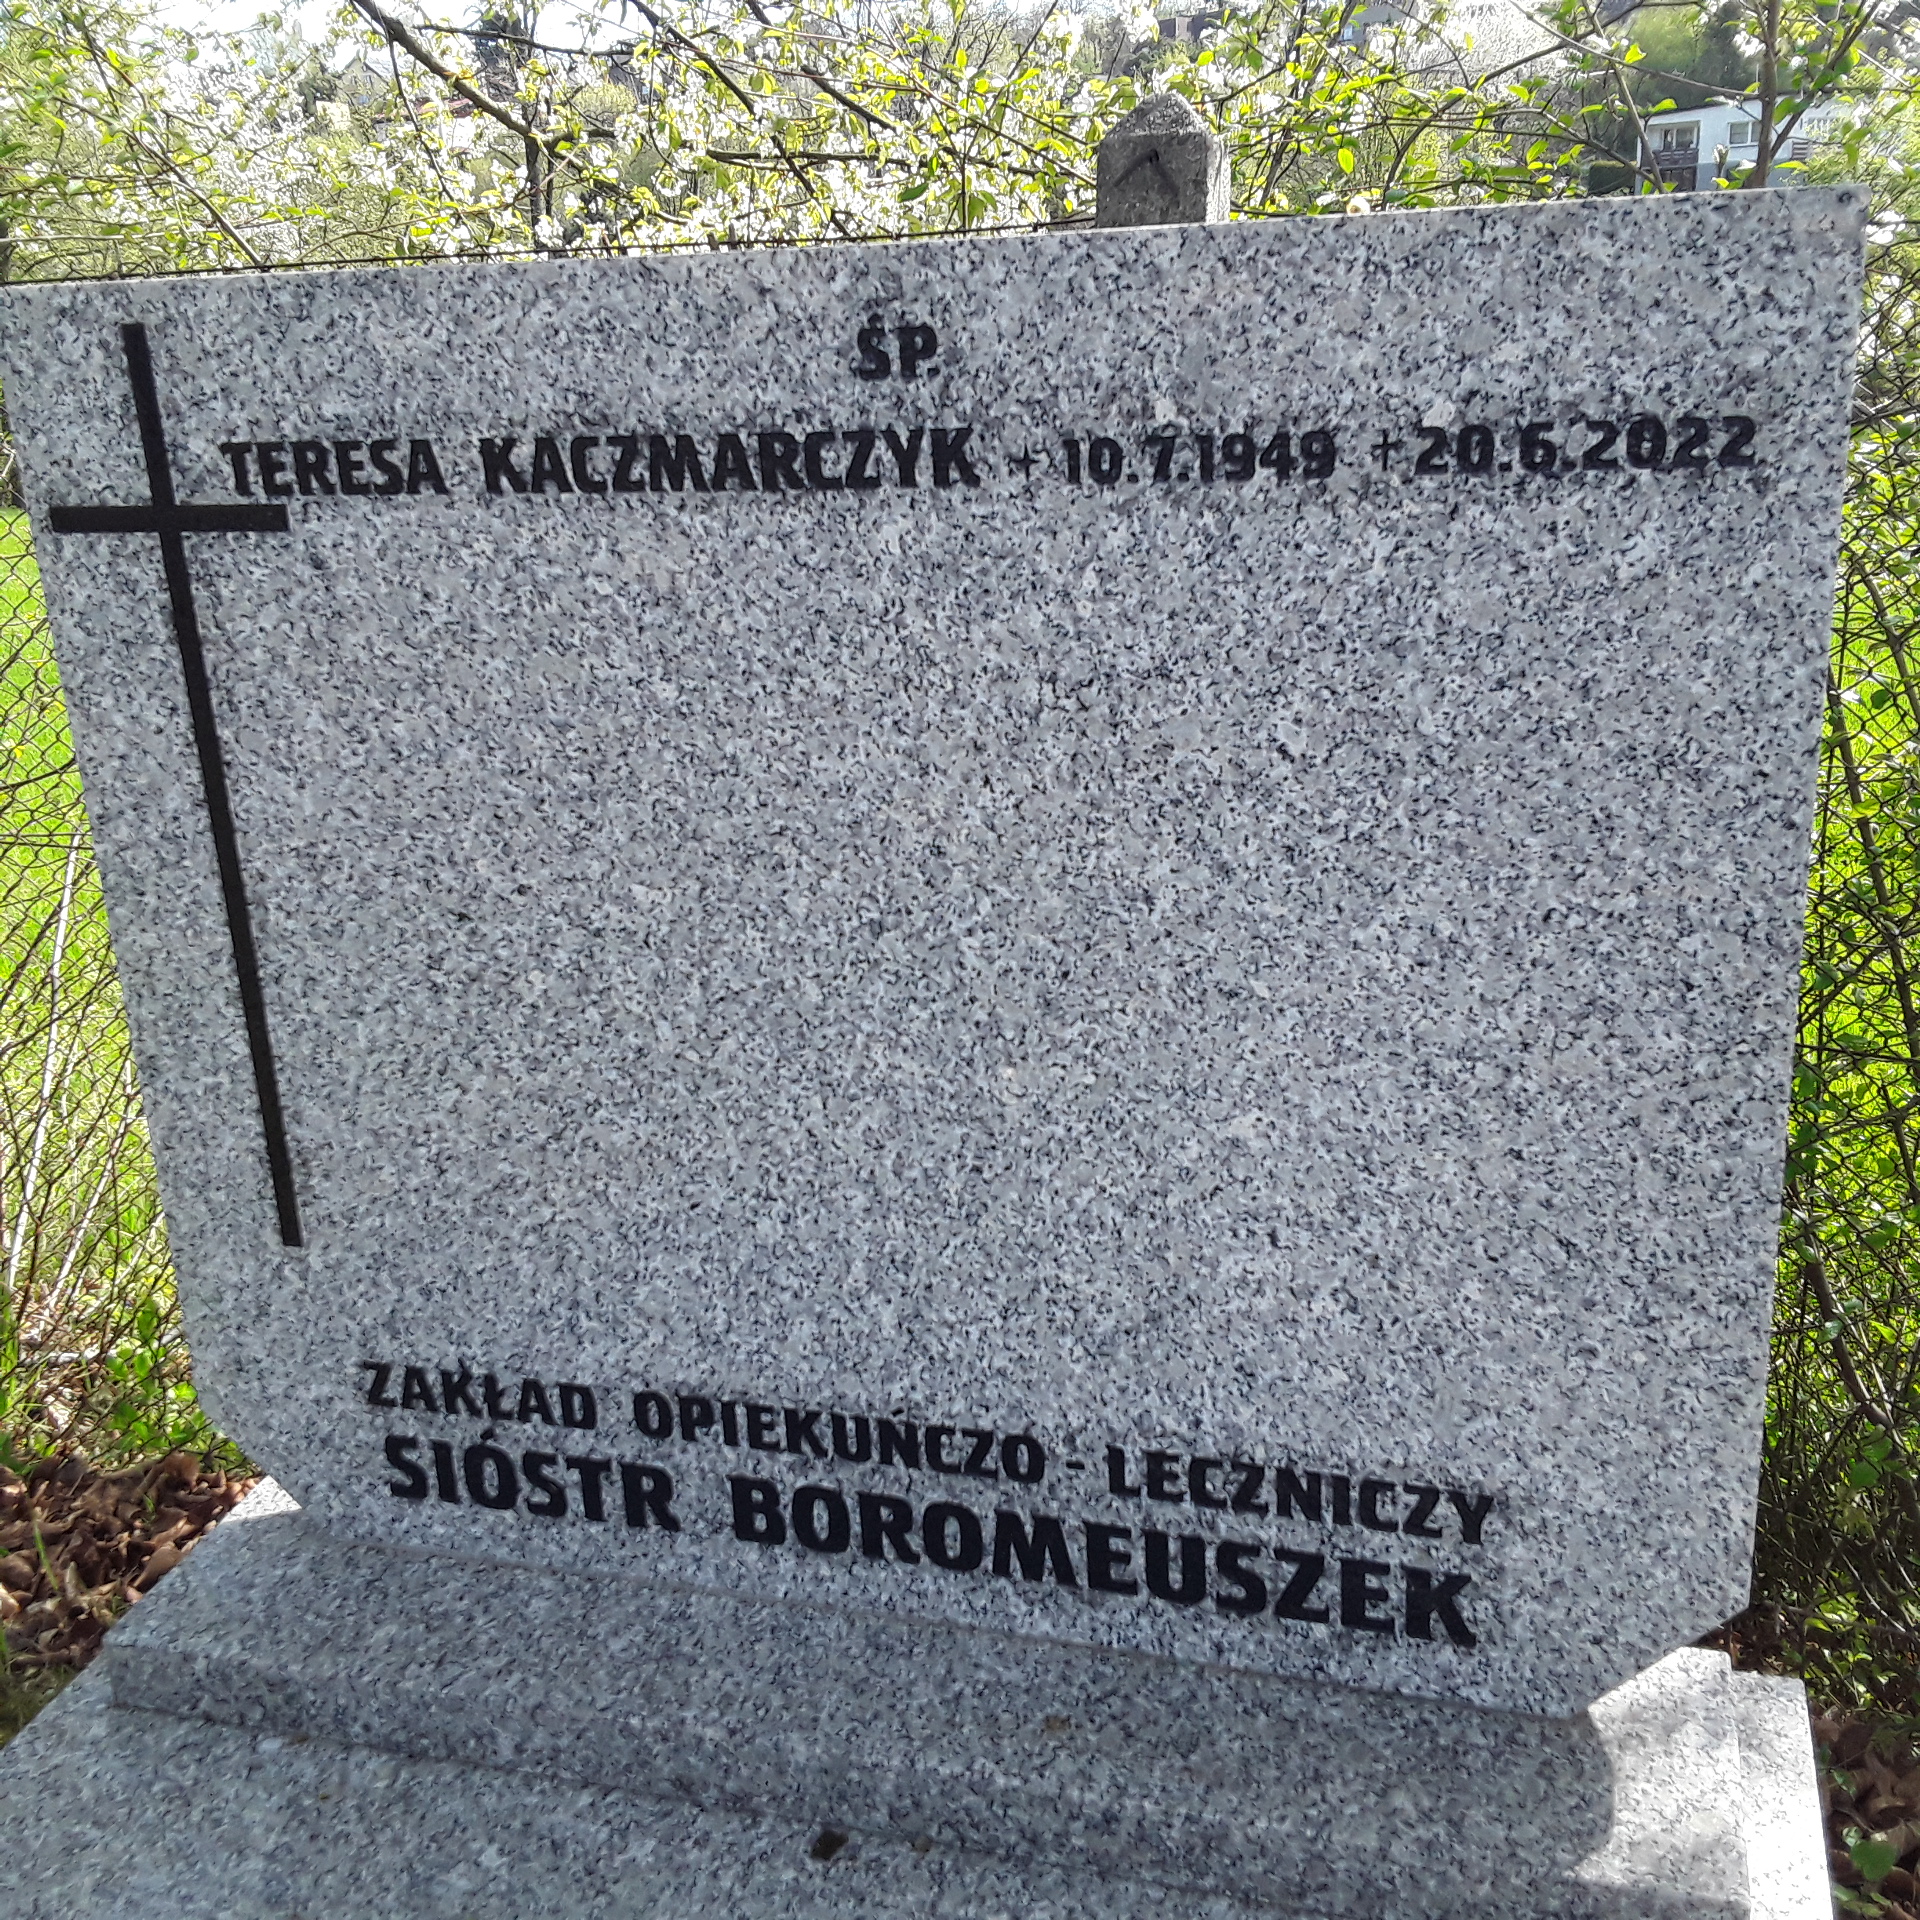 ŚP.
TERESA KACZMARCZYK + 10.7.1949 + 20.6.2022
ZAKŁAD OPIEKUŃCZO - LECZNICZY
SIÓSTR BOROMEUSZEK